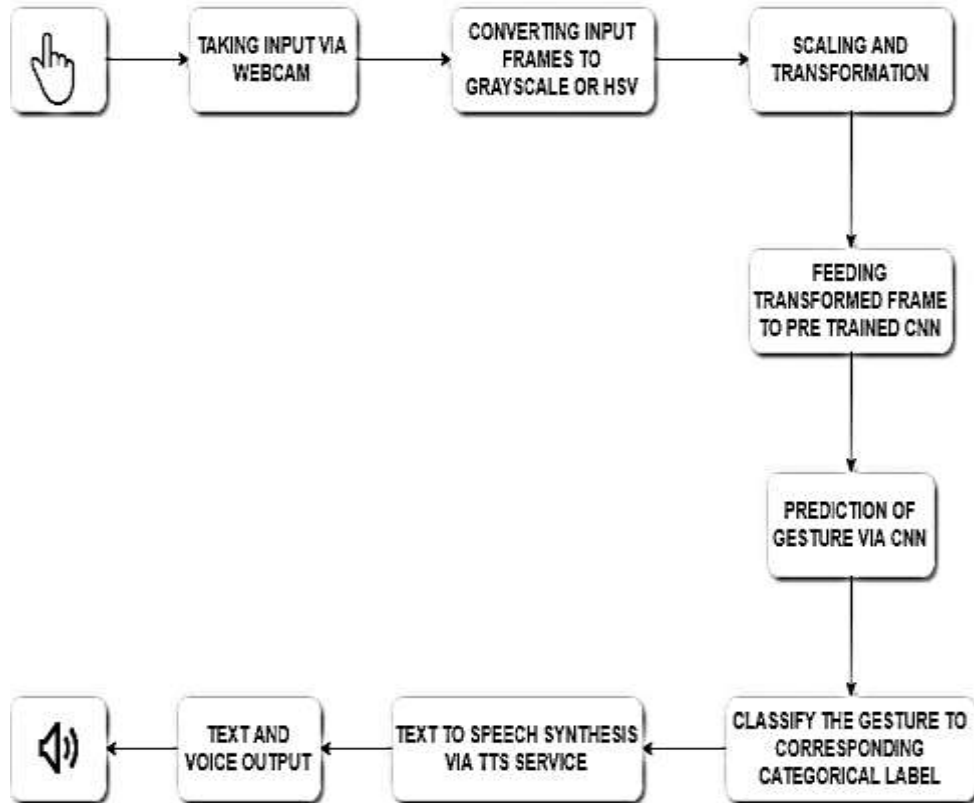 TAKING INPUT VIA
WEBCAM
CONVERTING INPUT
FRAMES TO
GRAYSCALE OR HSV
SCALING AND
TRANSFORMATION
FEEDING
TRANSFORMED FRAME
TO PRE TRAINED CNN
PREDICTION OF
GESTURE VIA CNN
CLASSIFY THE GESTURE TO
CORRESPONDING
CATEGORICAL LABEL
TEXT TO SPEECH SYNTHESIS
VIA TTS SERVICE
TEXT AND
VOICE OUTPUT